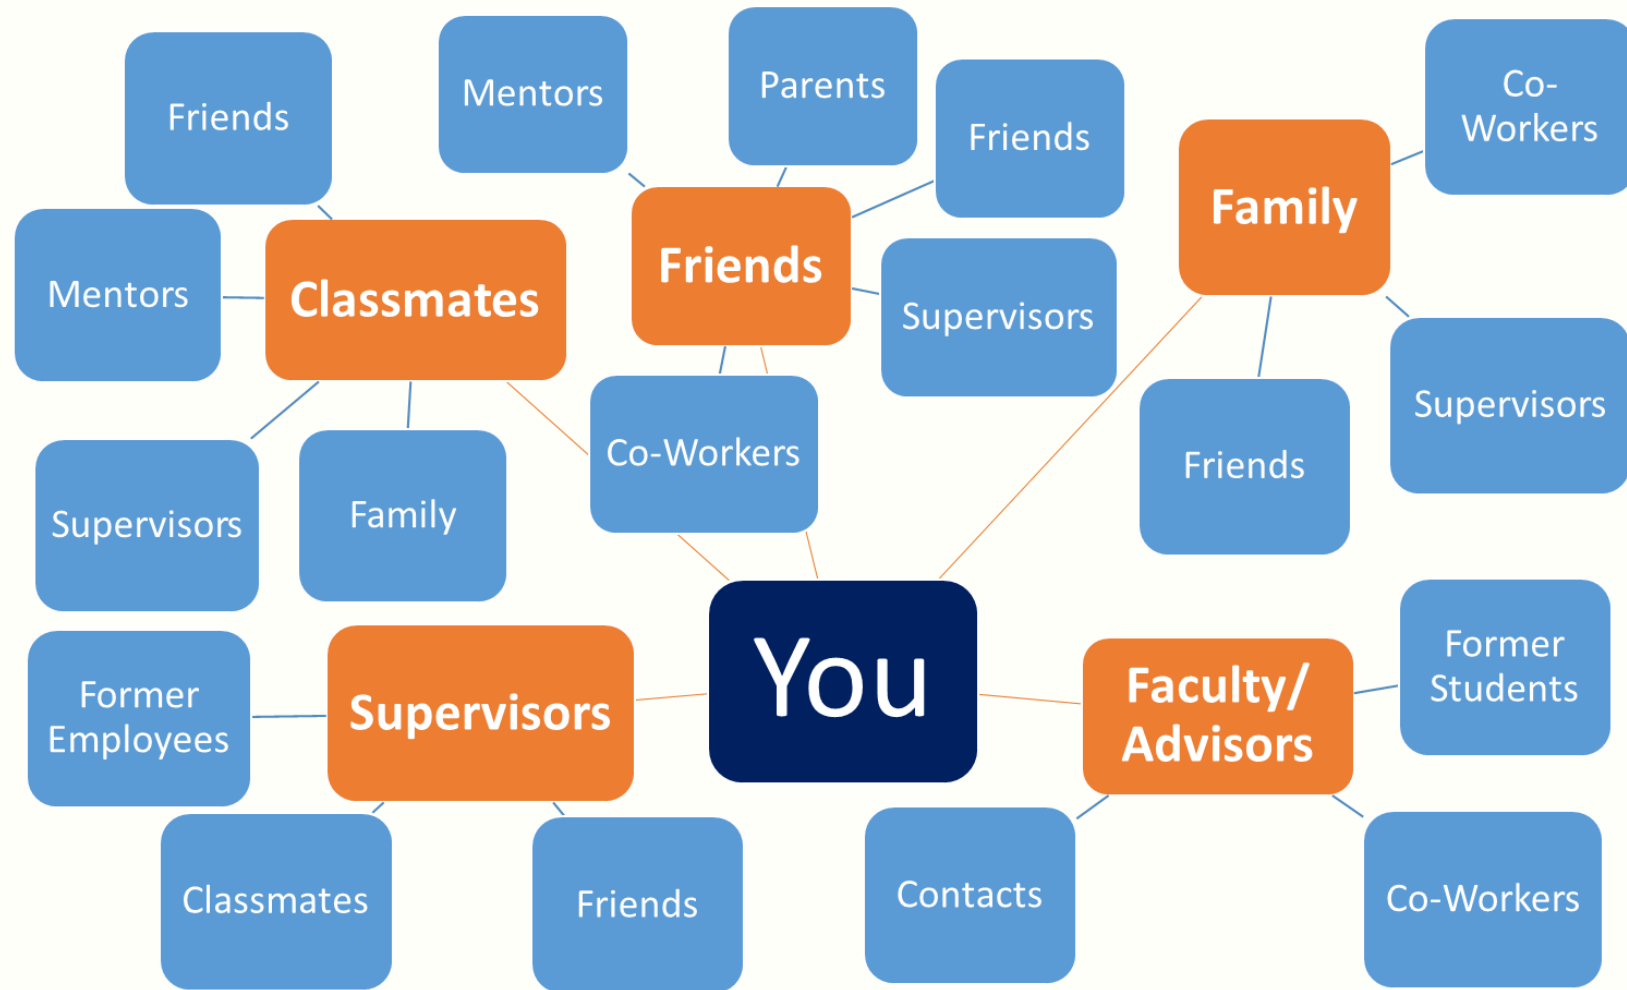 Friends
Mentors
Parents
Friends
Co-
Workers
Family
Friends
Classmates
Mentors
Supervisors
Supervisors
Co-Workers
Friends
Supervisors
Family
You
Former
Students
Faculty/
Advisors
Supervisors
Former
Employees
Classmates
Friends
Contacts
Co-Workers